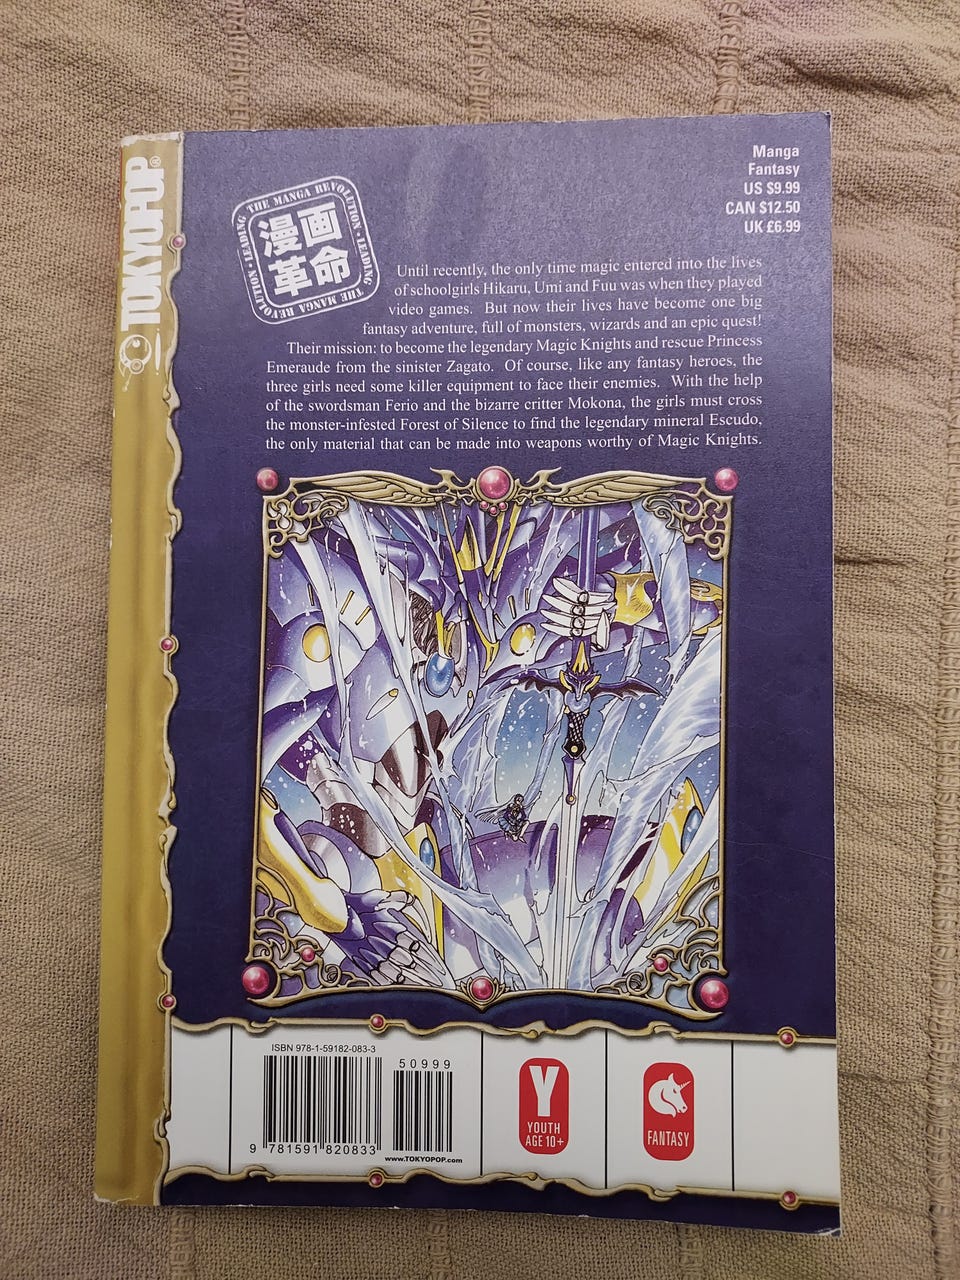 TOKYOPOP®
Manga
Fantasy
US $9.99
CAN $12.50
UK £6.99
LEADING · THE MANGA REVOLUTION · LEADING THE MANGA REVOLUTION ·
漫画
革命
Until recently, the only time magic entered into the lives
of schoolgirls Hikaru, Umi and Fuu was when they played
video games. But now their lives have become one big
fantasy adventure, full of monsters, wizards and an epic quest!
Their mission: to become the legendary Magic Knights and rescue Princess
Emeraude from the sinister Zagato. Of course, like any fantasy heroes, the
three girls need some killer equipment to face their enemies. With the help
of the swordsman Ferio and the bizarre critter Mokona, the girls must cross
the monster-infested Forest of Silence to find the legendary mineral Escudo,
the only material that can be made into weapons worthy of Magic Knights.
ISBN 978-1-59182-083-3
50999
9 781591 820833
www.TOKYOPOP.com
Y
YOUTH
AGE 10+
FANTASY